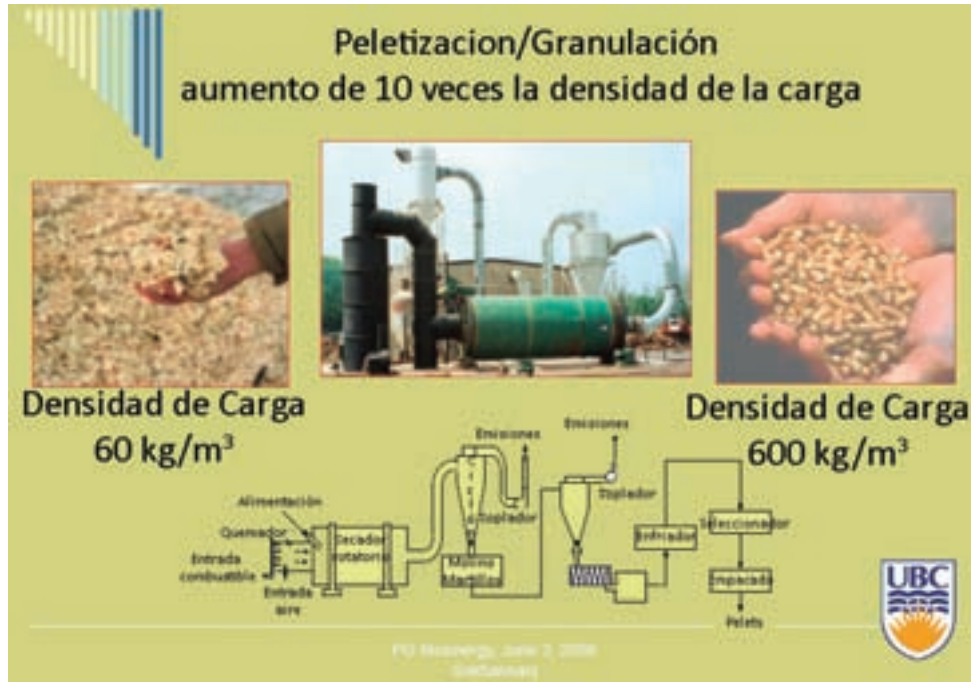 Peletizacion/Granulación
aumento de 10 veces la densidad de la carga
Densidad de Carga
60 kg/m³
Densidad de Carga
600 kg/m³
Emisiones
Emisiones
Soplador
Soplador
Alimentación
Quemador
Secador
rotatorio
Entrada
combustible
Entrada
aire
Molino
Martillos
Enfriador
Seleccionador
Empacado
Pelets
UBC